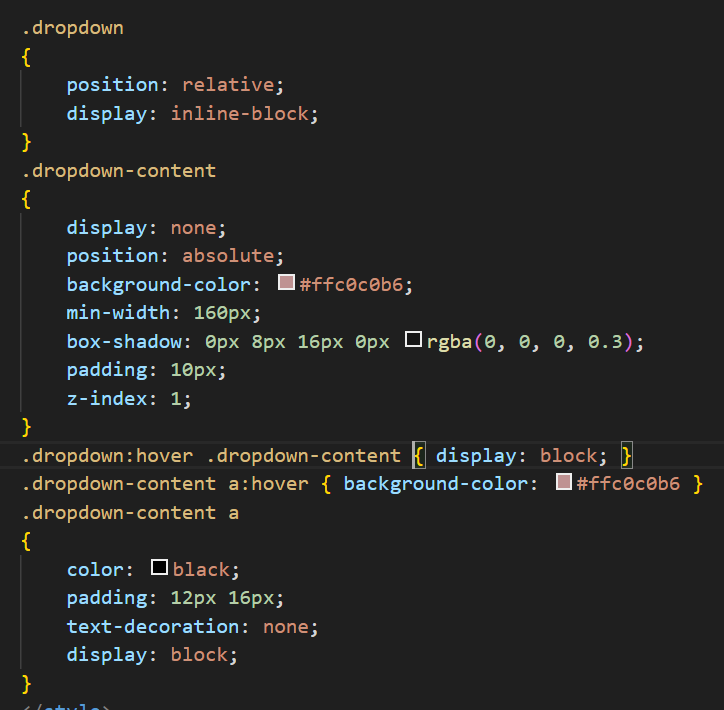 .dropdown
{
position: relative;
display: inline-block;
}
.dropdown-content
{
display: none;
position: absolute;
background-color: #ffc0c0b6;
min-width: 160px;
box-shadow: 0px 8px 16px 0px rgba(0, 0, 0, 0.3);
padding: 10px;
z-index: 1;
}
.dropdown:hover .dropdown-content { display: block; }
.dropdown-content a:hover { background-color: #ffc0c0b6 }
.dropdown-content a
{
color: black;
padding: 12px 16px;
text-decoration: none;
display: block;
}
</style>